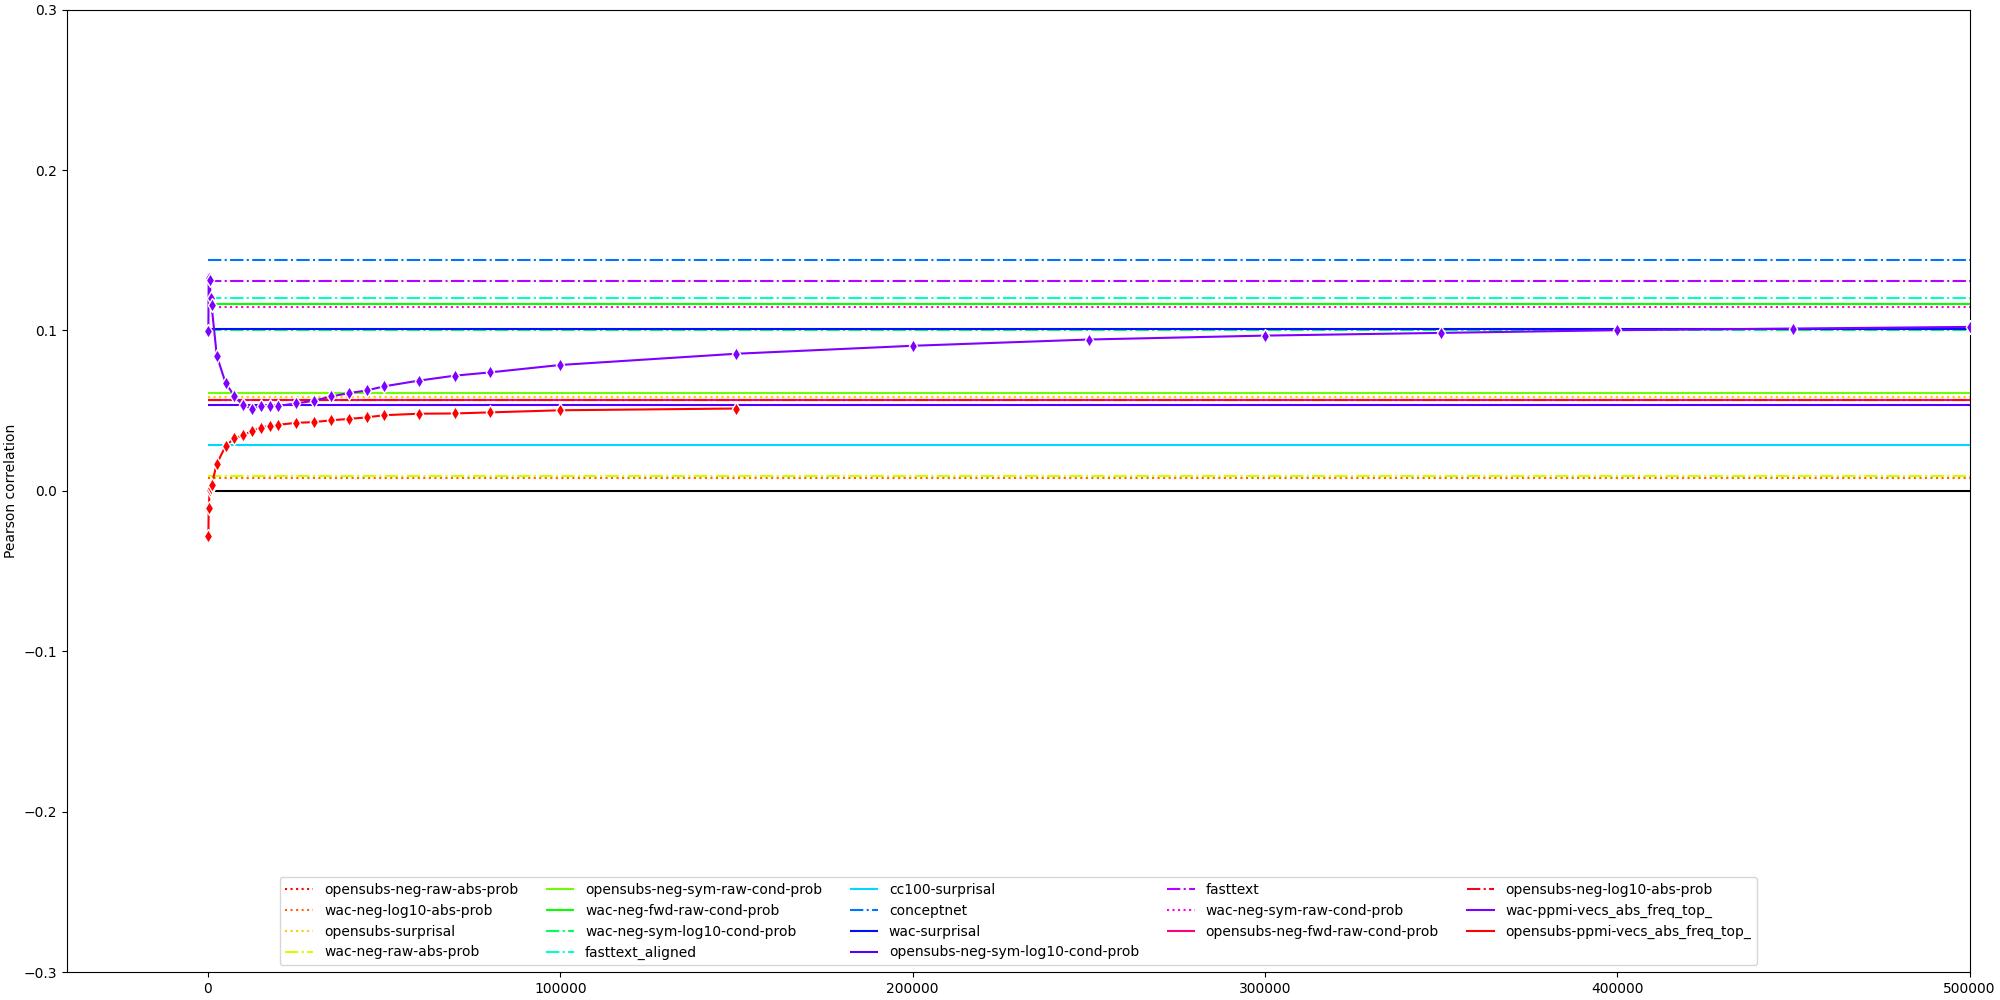 0.3
0.2
0.1
0.0
−0.1
−0.2
−0.3
Pearson correlation
opensubs-neg-raw-abs-prob
wac-neg-log10-abs-prob
opensubs-surprisal
wac-neg-raw-abs-prob
opensubs-neg-sym-raw-cond-prob
wac-neg-fwd-raw-cond-prob
wac-neg-sym-log10-cond-prob
fasttext_aligned
cc100-surprisal
conceptnet
wac-surprisal
opensubs-neg-sym-log10-cond-prob
fasttext
wac-neg-sym-raw-cond-prob
opensubs-neg-fwd-raw-cond-prob
opensubs-neg-log10-abs-prob
wac-ppmi-vecs_abs_freq_top_
opensubs-ppmi-vecs_abs_freq_top_
0
100000
200000
300000
400000
500000